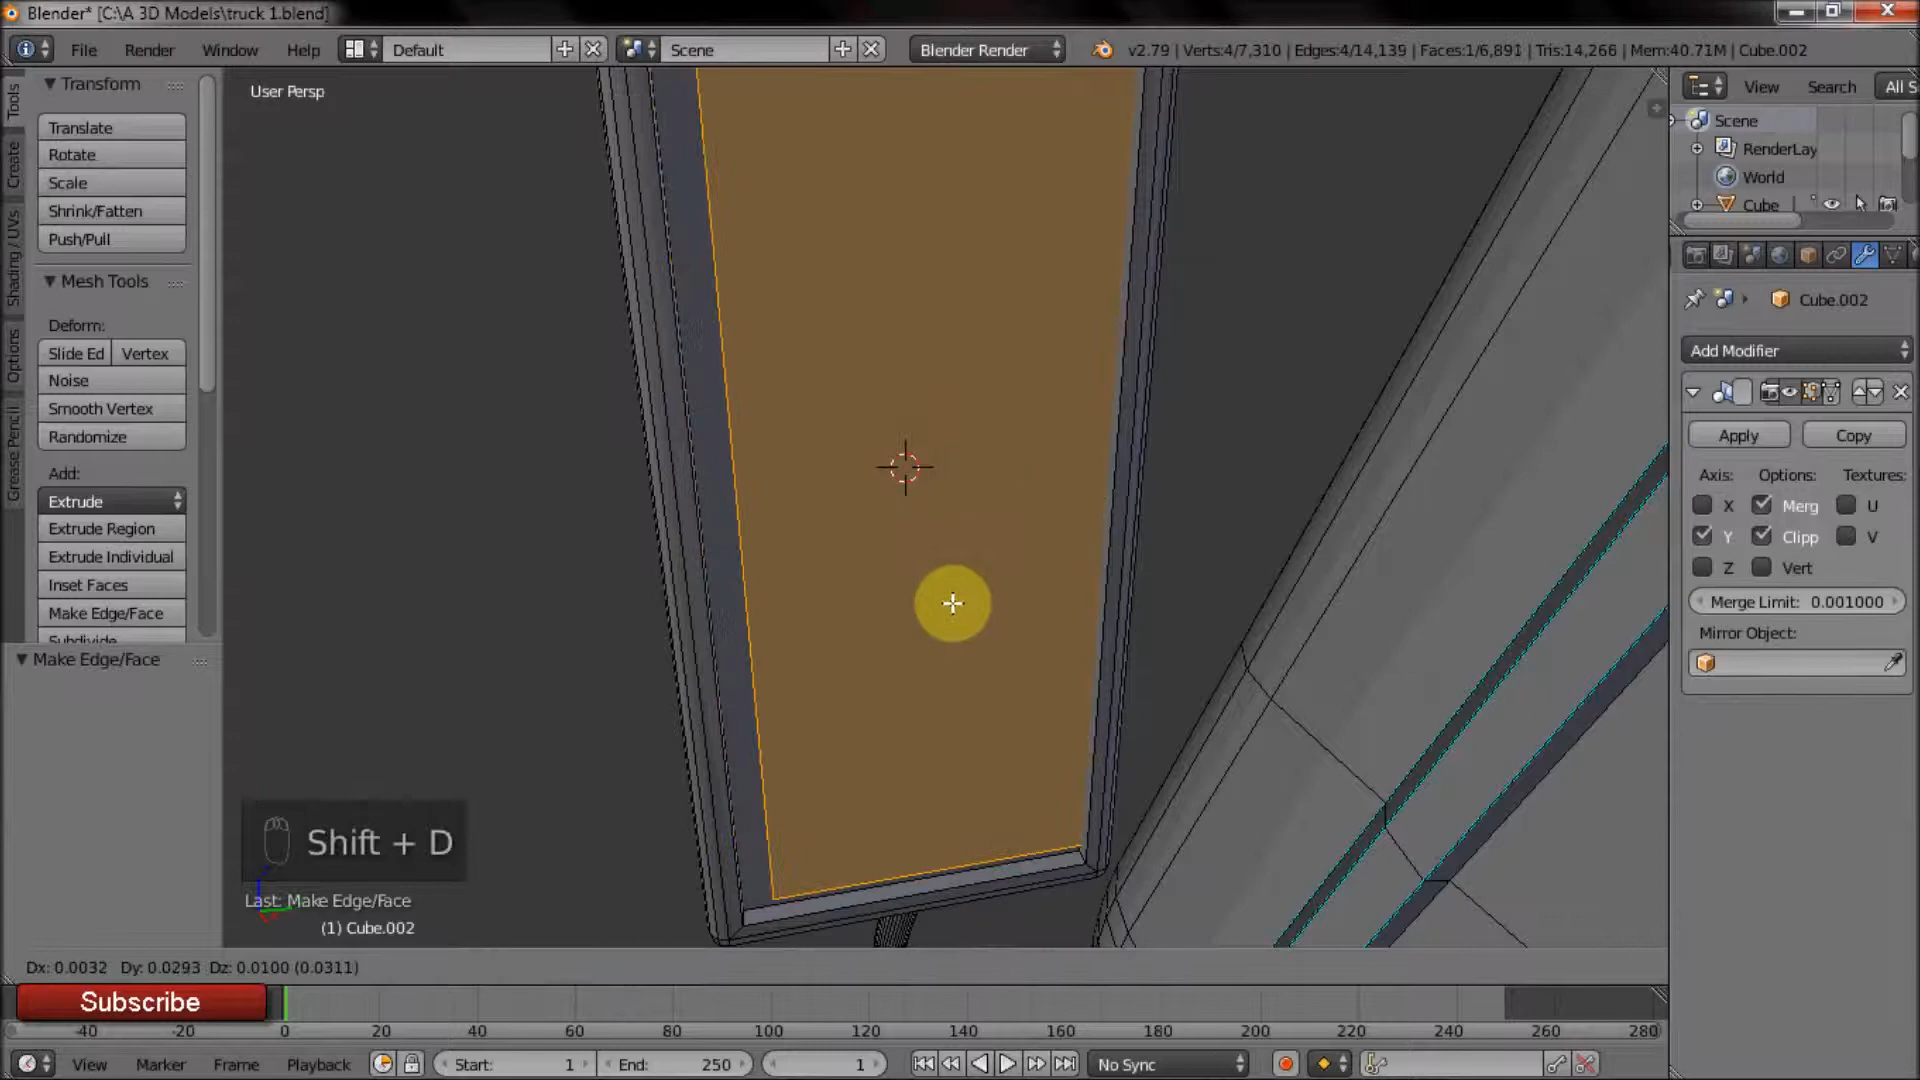 Blender* [C:\A 3D Models\truck 1.blend]
File Render Window Help Default Scene Blender Render v2.79 | Verts:4/7,310 | Edges:4/14,139 | Faces:1/6,891 | Tris:14,266 | Mem:40.71M | Cube.002
Tools
Create
Shading / UVs
Options
Grease Pencil
Transform
Translate
Rotate
Scale
Shrink/Fatten
Push/Pull
Mesh Tools
Deform:
Slide Ed Vertex
Noise
Smooth Vertex
Randomize
Add:
Extrude
Extrude Region
Extrude Individual
Inset Faces
Make Edge/Face
Subdivide
Make Edge/Face
User Persp
Shift + D
Last: Make Edge/Face
(1) Cube.002
View Search All S
Scene
RenderLay
World
Cube
Cube.002
Add Modifier
Apply Copy
Axis: Options: Textures:
X Merg U
Y Clipp V
Z Vert
Merge Limit: 0.001000
Mirror Object:
Dx: 0.0032 Dy: 0.0293 Dz: 0.0100 (0.0311)
Subscribe
-40 -20 0 20 40 60 80 100 120 140 160 180 200 220 240 260 280
View Marker Frame Playback Start: 1 End: 250 1 No Sync